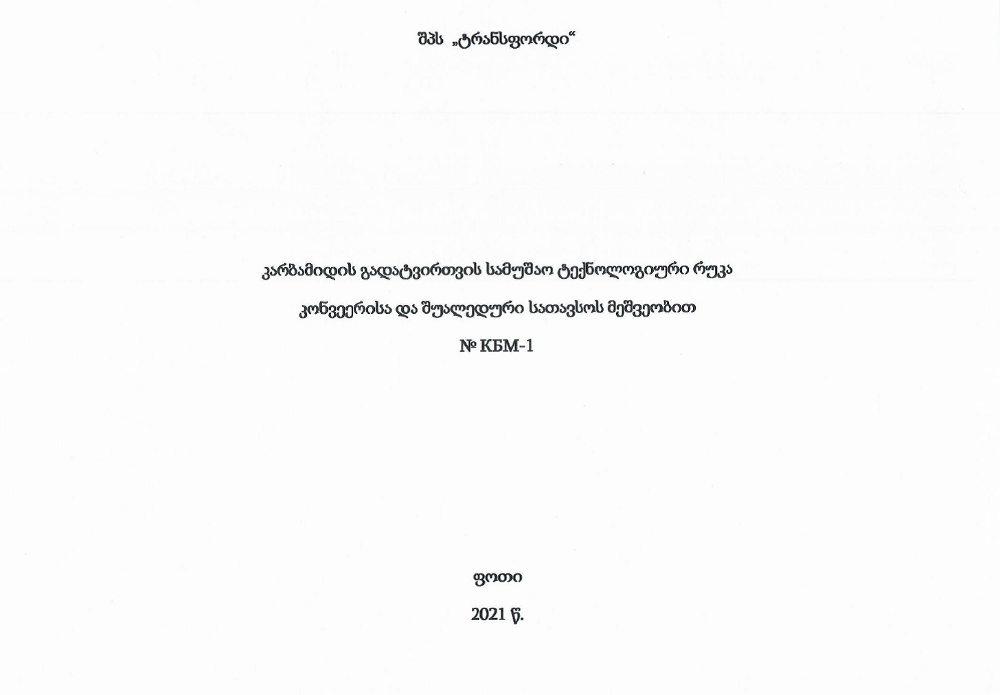 შპს „ტრანსფორდი“
კარბამიდის გადატვირთვის სამუშაო ტექნოლოგიური რუკა
კონვეერისა და შუალედური სათავსოს მეშვეობით
№ КБМ-1
ფოთი
2021 წ.